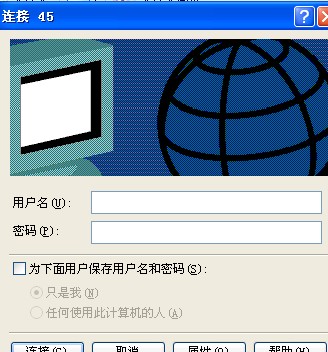 连接 45
用户名(U):
密码(P):
为下面用户保存用户名和密码(S):
只是我(N)
任何使用此计算机的人(A)
连接(C) 取消 属性(O) 帮助(H)